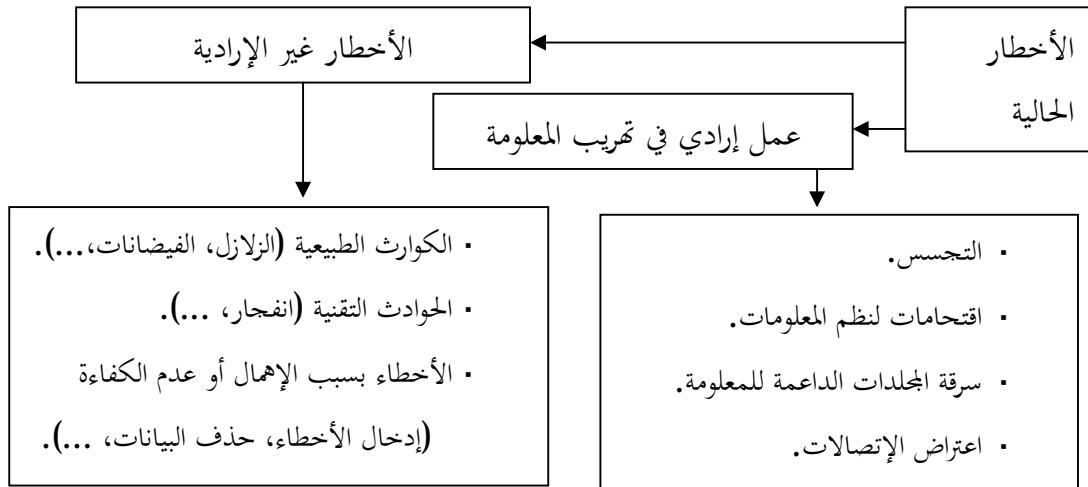 الأخطار
الحالية
الأخطار غير الإرادية
عمل إرادي في تهريب المعلومة
▪ التجسس.
▪ اقتحامات لنظم المعلومات.
▪ سرقة المجلدات الداعمة للمعلومة.
▪ اعتراض الإتصالات.
▪ الكوارث الطبيعية (الزلازل، الفيضانات،...).
▪ الحوادث التقنية (انفجار، ...).
▪ الأخطاء بسبب الإهمال أو عدم الكفاءة
(إدخال الأخطاء، حذف البيانات، ...).